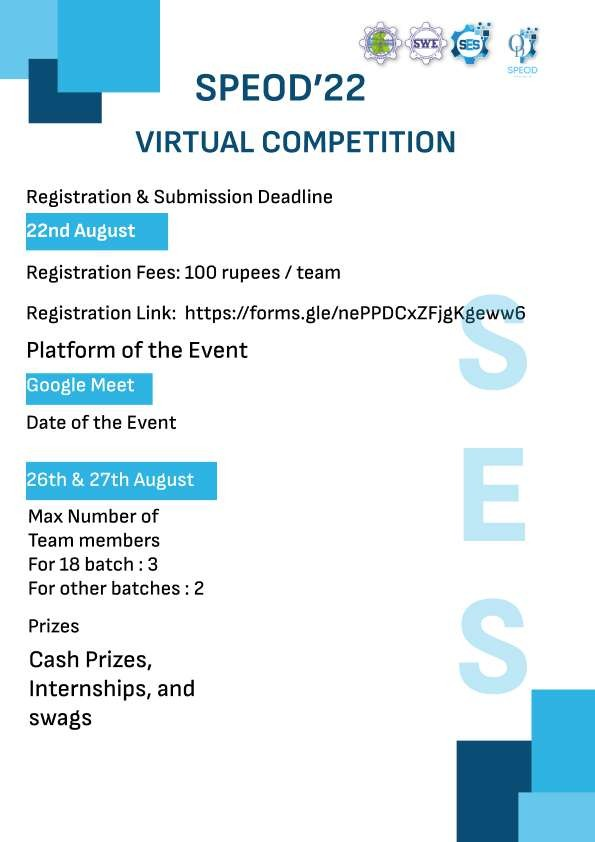 SWE
SES
SPEOD
SPEOD'22
VIRTUAL COMPETITION
Registration & Submission Deadline
22nd August
Registration Fees: 100 rupees / team
Registration Link:  https://forms.gle/nePPDCxZFjgKgeww6
Platform of the Event
Google Meet
Date of the Event
26th & 27th August
Max Number of
Team members
For 18 batch : 3
For other batches : 2
Prizes
Cash Prizes,
Internships, and
swags
S
E
S